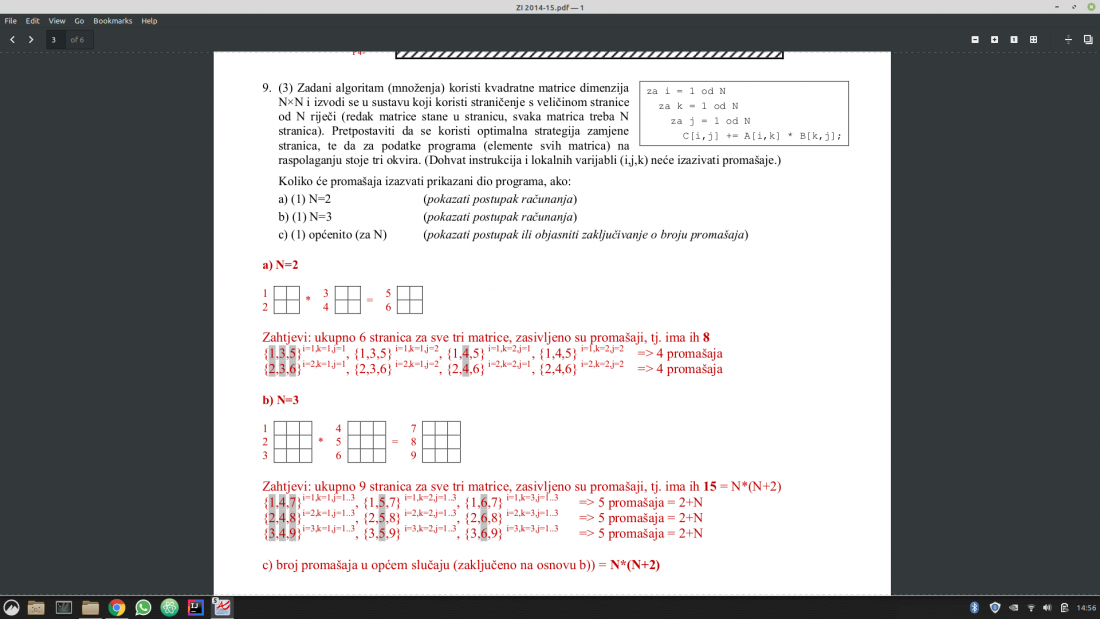 ZI 2014-15.pdf — 1
File Edit View Go Bookmarks Help
3 of 6
9. (3) Zadani algoritam (množenja) koristi kvadratne matrice dimenzija
N×N i izvodi se u sustavu koji koristi straničenje s veličinom stranice
od N riječi (redak matrice stane u stranicu, svaka matrica treba N
stranica). Pretpostaviti da se koristi optimalna strategija zamjene
stranica, te da za podatke programa (elemente svih matrica) na
raspolaganju stoje tri okvira. (Dohvat instrukcija i lokalnih varijabli (i,j,k) neće izazivati promašaje.)
za i = 1 od N
za k = 1 od N
za j = 1 od N
C[i,j] += A[i,k] * B[k,j];
Koliko će promašaja izazvati prikazani dio programa, ako:
a) (1) N=2 (pokazati postupak računanja)
b) (1) N=3 (pokazati postupak računanja)
c) (1) općenito (za N) (pokazati postupak ili objasniti zaključivanje o broju promašaja)
a) N=2
1 3 5
* =
2 4 6
Zahtjevi: ukupno 6 stranica za sve tri matrice, zasivljeno su promašaji, tj. ima ih 8
{1,3,5}i=1,k=1,j=1, {1,3,5} i=1,k=1,j=2, {1,4,5} i=1,k=2,j=1, {1,4,5} i=1,k=2,j=2 => 4 promašaja
{2,3,6}i=2,k=1,j=1, {2,3,6} i=2,k=1,j=2, {2,4,6} i=2,k=2,j=1, {2,4,6} i=2,k=2,j=2 => 4 promašaja
b) N=3
1 4 7
2 * 5 = 8
3 6 9
Zahtjevi: ukupno 9 stranica za sve tri matrice, zasivljeno su promašaji, tj. ima ih 15 = N*(N+2)
{1,4,7}i=1,k=1,j=1..3, {1,5,7} i=1,k=2,j=1..3, {1,6,7} i=1,k=3,j=1..3 => 5 promašaja = 2+N
{2,4,8}i=2,k=1,j=1..3, {2,5,8} i=2,k=2,j=1..3, {2,6,8} i=2,k=3,j=1..3 => 5 promašaja = 2+N
{3,4,9}i=3,k=1,j=1..3, {3,5,9} i=3,k=2,j=1..3, {3,6,9} i=3,k=3,j=1..3 => 5 promašaja = 2+N
c) broj promašaja u općem slučaju (zaključeno na osnovu b)) = N*(N+2)
14:56